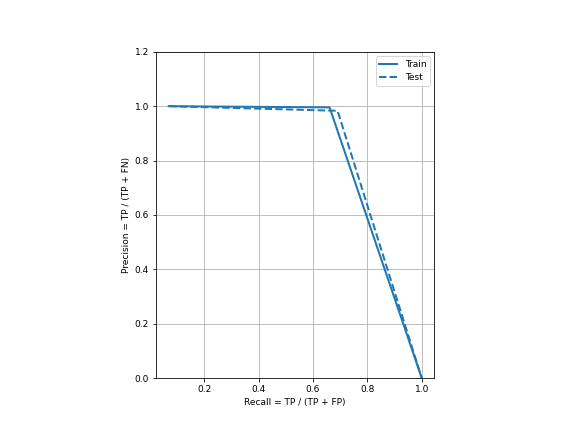 1.2
1.0
0.8
0.6
0.4
0.2
0.0
Precision = TP / (TP + FN)
Train
Test
0.2 0.4 0.6 0.8 1.0
Recall = TP / (TP + FP)